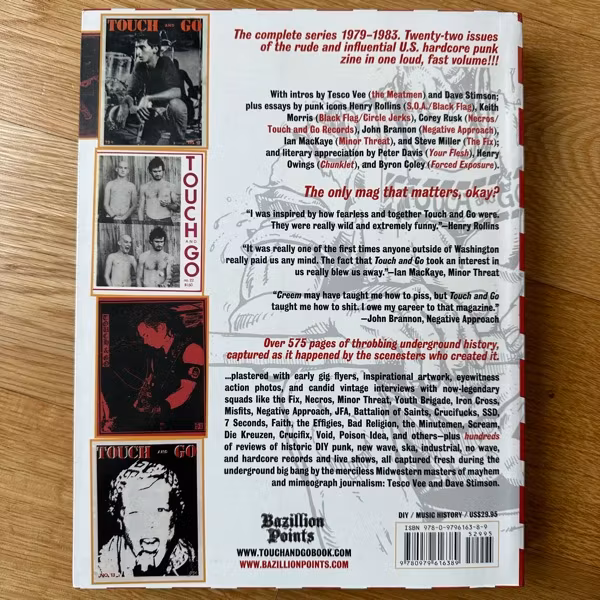 TOUCH AND GO
The complete series 1979–1983. Twenty-two issues
of the rude and influential U.S. hardcore punk
zine in one loud, fast volume!!!
With intros by Tesco Vee (the Meatmen) and Dave Stimson;
plus essays by punk icons Henry Rollins (S.O.A./Black Flag), Keith
Morris (Black Flag/Circle Jerks), Corey Rusk (Necros/
Touch and Go Records), John Brannon (Negative Approach),
Ian MacKaye (Minor Threat), and Steve Miller (The Fix);
and literary appreciation by Peter Davis (Your Flesh), Henry
Owings (Chunklet), and Byron Coley (Forced Exposure).
TOUCH AND GO
The only mag that matters, okay?
“I was inspired by how fearless and together Touch and Go were.
They were really wild and extremely funny.”—Henry Rollins
“It was really one of the first times anyone outside of Washington
really paid us any mind. The fact that Touch and Go took an interest in
us really blew us away.”—Ian MacKaye, Minor Threat
“Creem may have taught me how to piss, but Touch and Go
taught me how to shit. I owe my career to that magazine.”
—John Brannon, Negative Approach
Over 575 pages of throbbing underground history,
captured as it happened by the scenesters who created it.
...plastered with early gig flyers, inspirational artwork, eyewitness
action photos, and candid vintage interviews with now-legendary
squads like the Fix, Necros, Minor Threat, Youth Brigade, Iron Cross,
Misfits, Negative Approach, JFA, Battalion of Saints, Crucifucks, SSD,
7 Seconds, Faith, the Effigies, Bad Religion, the Minutemen, Scream,
Die Kreuzen, Crucifix, Void, Poison Idea, and others—plus hundreds
of reviews of historic DIY punk, new wave, ska, industrial, no wave,
and hardcore records and live shows, all captured fresh during the
underground big bang by the merciless Midwestern masters of mayhem
and mimeograph journalism: Tesco Vee and Dave Stimson.
TOUCH AND GO
Bazillion
Points
WWW.TOUCHANDGOBOOK.COM
WWW.BAZILLIONPOINTS.COM
DIY / MUSIC HISTORY / US$29.95
ISBN 978-0-9796163-8-9
52995
9 780979 616389